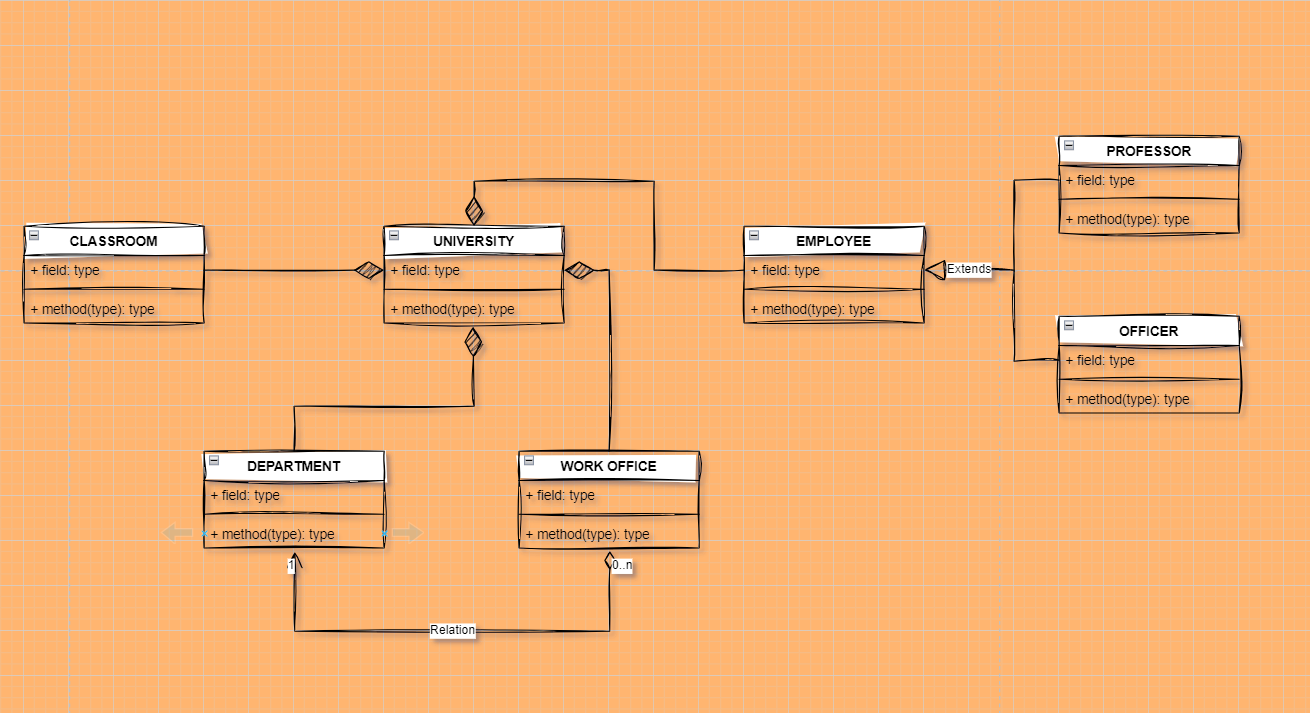 PROFESSOR
+ field: type
+ method(type): type
CLASSROOM
+ field: type
+ method(type): type
UNIVERSITY
+ field: type
+ method(type): type
EMPLOYEE
+ field: type
+ method(type): type
Extends
OFFICER
+ field: type
+ method(type): type
DEPARTMENT
+ field: type
+ method(type): type
WORK OFFICE
+ field: type
+ method(type): type
1
0..n
Relation